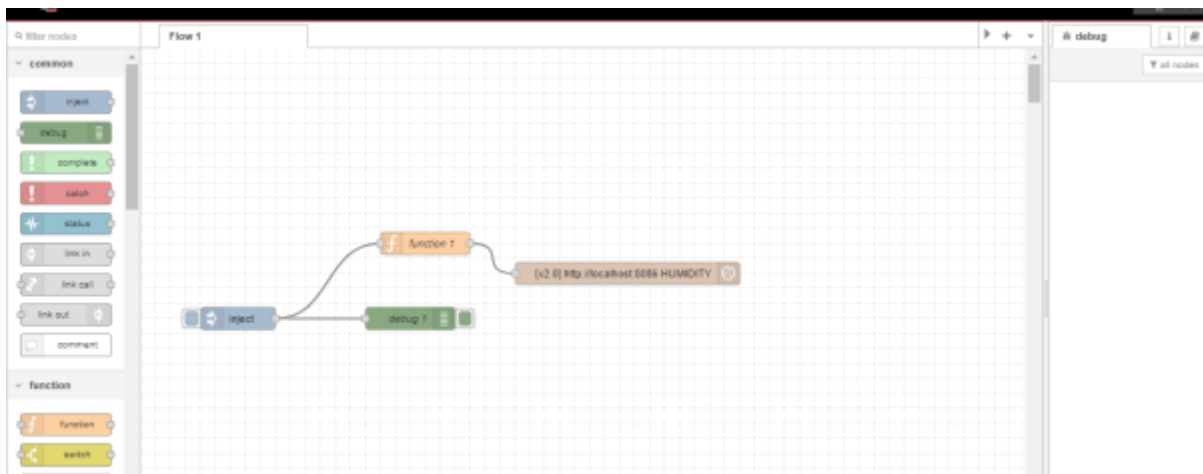 filter nodes
Flow 1
debug
i
all nodes
common
inject
debug
complete
catch
status
link in
link call
link out
comment
function 1
[v2.0] http://localhost:8086 HUMIDITY
inject
debug 1
function
function
switch